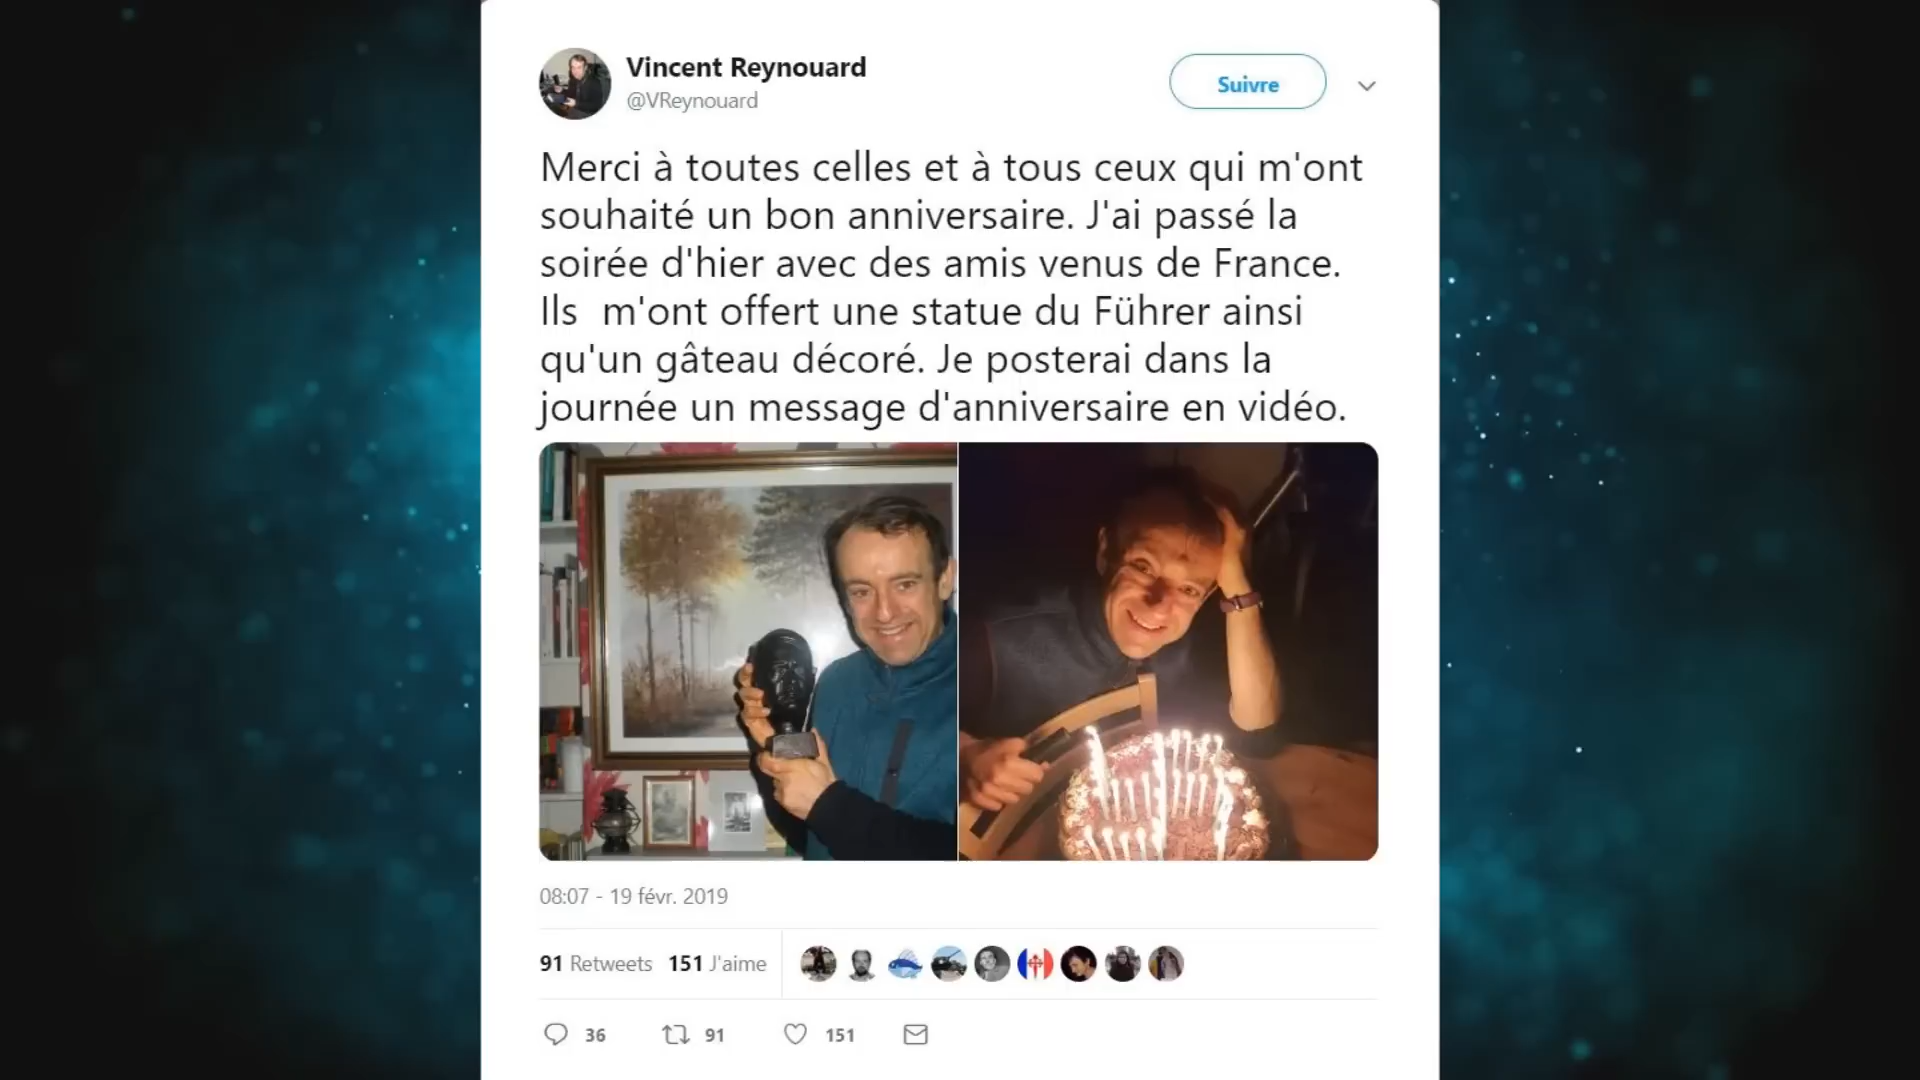 Vincent Reynouard
@VReynouard
Suivre
Merci à toutes celles et à tous ceux qui m'ont
souhaité un bon anniversaire. J'ai passé la
soirée d'hier avec des amis venus de France.
Ils  m'ont offert une statue du Führer ainsi
qu'un gâteau décoré. Je posterai dans la
journée un message d'anniversaire en vidéo.
08:07 - 19 févr. 2019
91 Retweets 151 J'aime
36 91 151